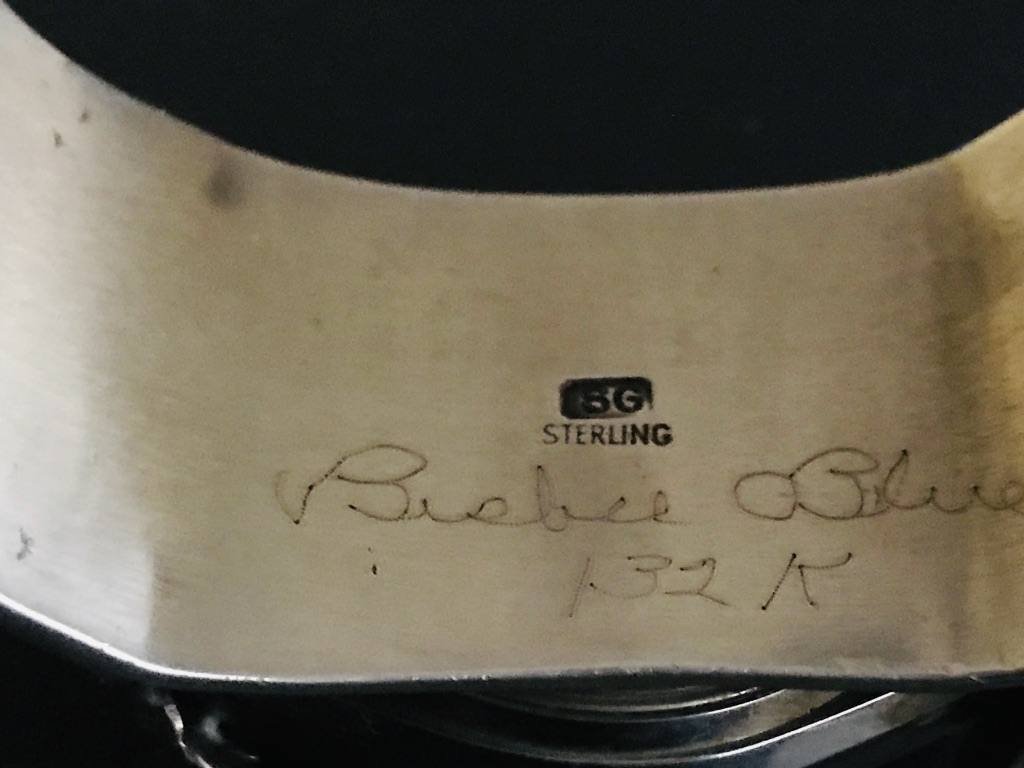 SG
STERLING
Bisbee Blue
132 K